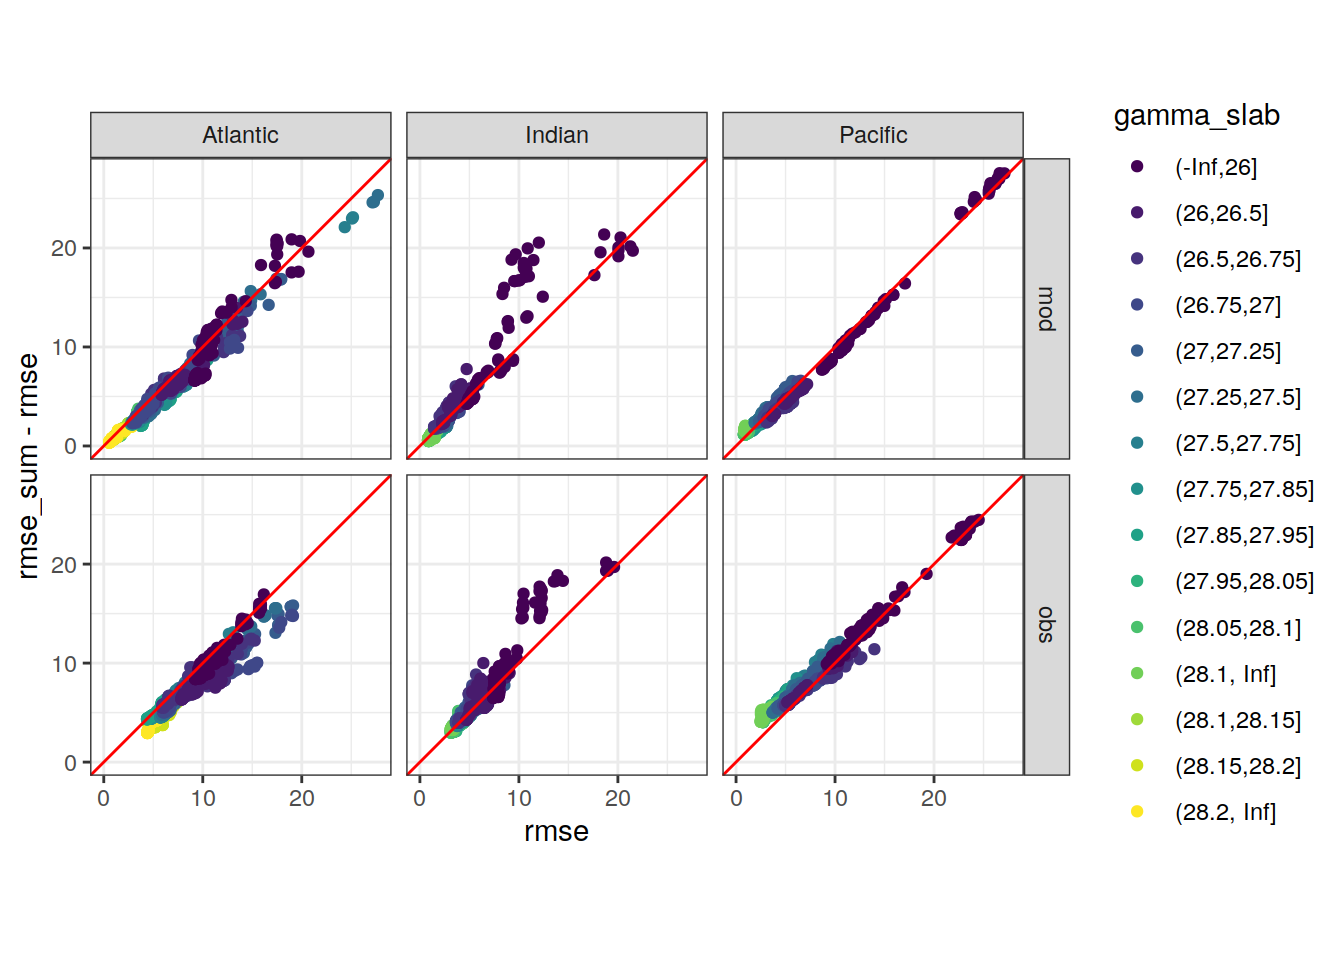 Atlantic
Indian
Pacific
mod
obs
rmse_sum - rmse
20
10
0
20
10
0
0
10
20
0
10
20
0
10
20
rmse
gamma_slab
(-Inf,26]
(26,26.5]
(26.5,26.75]
(26.75,27]
(27,27.25]
(27.25,27.5]
(27.5,27.75]
(27.75,27.85]
(27.85,27.95]
(27.95,28.05]
(28.05,28.1]
(28.1, Inf]
(28.1,28.15]
(28.15,28.2]
(28.2, Inf]